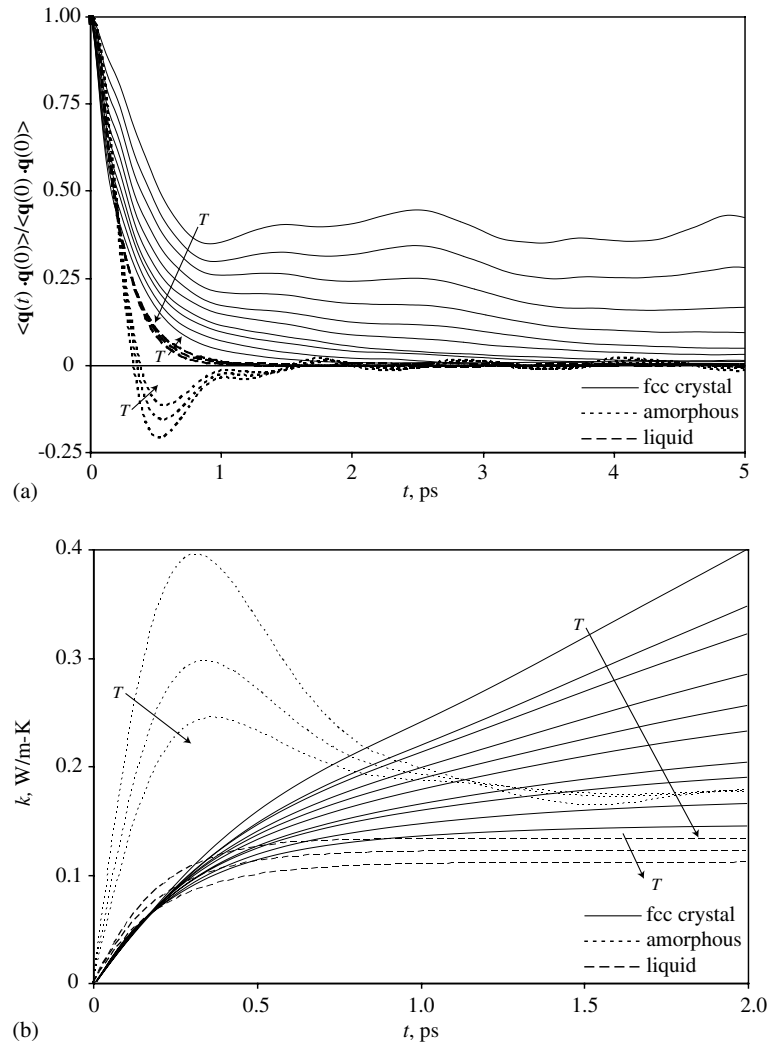 1.00
0.75
0.50
0.25
0
-0.25
<q(t) ·q(0)>/<q(0) ·q(0)>
T
T
T
fcc crystal
amorphous
liquid
0 1 2 3 4 5
t, ps
(a)
0.4
0.3
0.2
0.1
0
k, W/m-K
T
T
T
fcc crystal
amorphous
liquid
0 0.5 1.0 1.5 2.0
t, ps
(b)